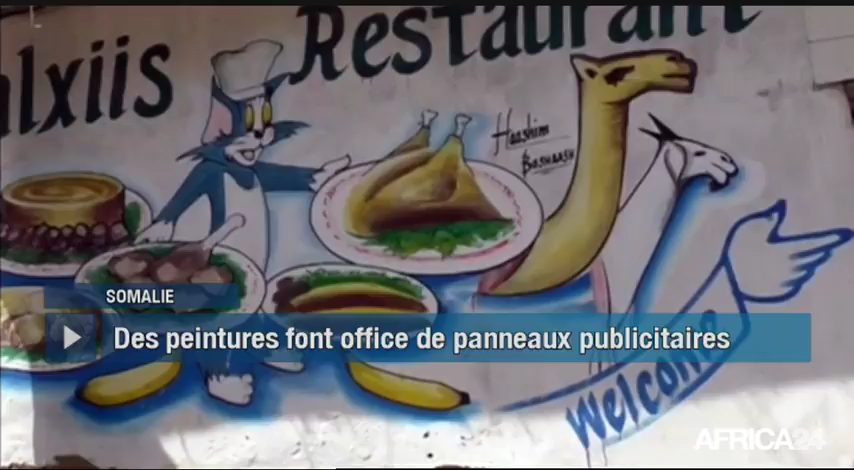 alxiis Restaurant
Haashim
Bashaash
SOMALIE
Des peintures font office de panneaux publicitaires
Welcome
AFRICA24